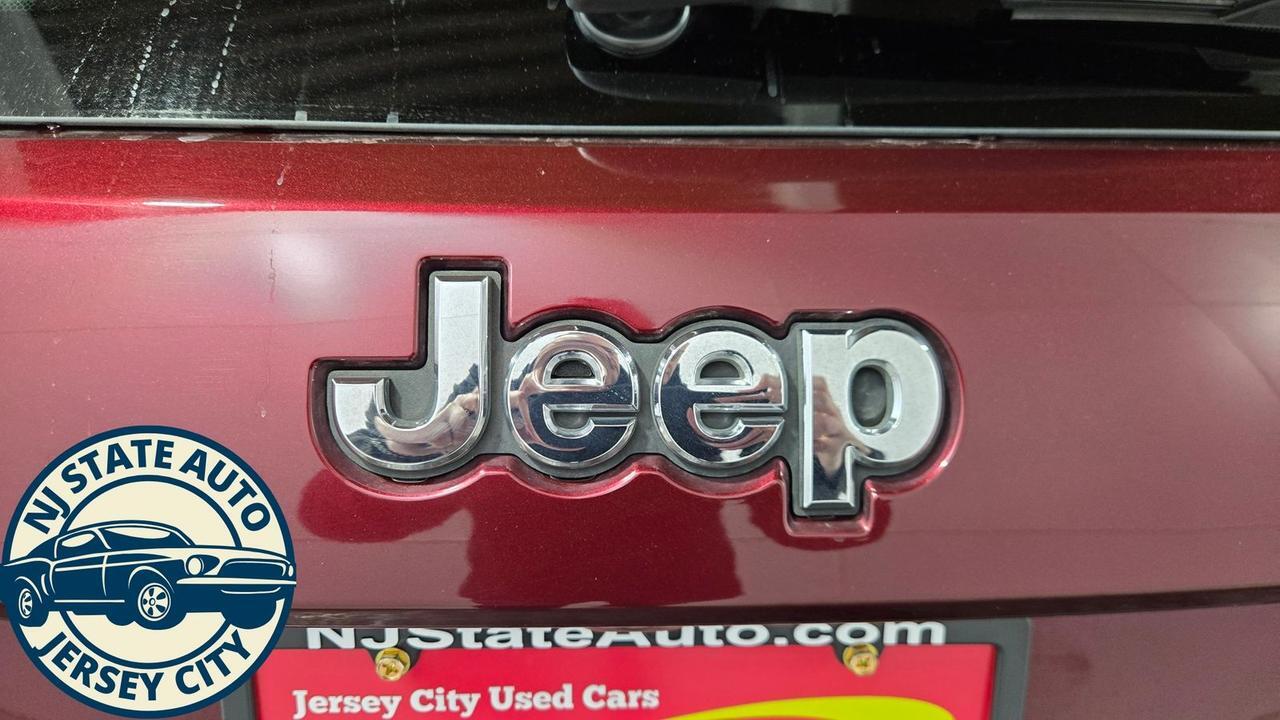 Jeep
NJ STATE AUTO
JERSEY CITY
NJStateAuto.com
Jersey City Used Cars